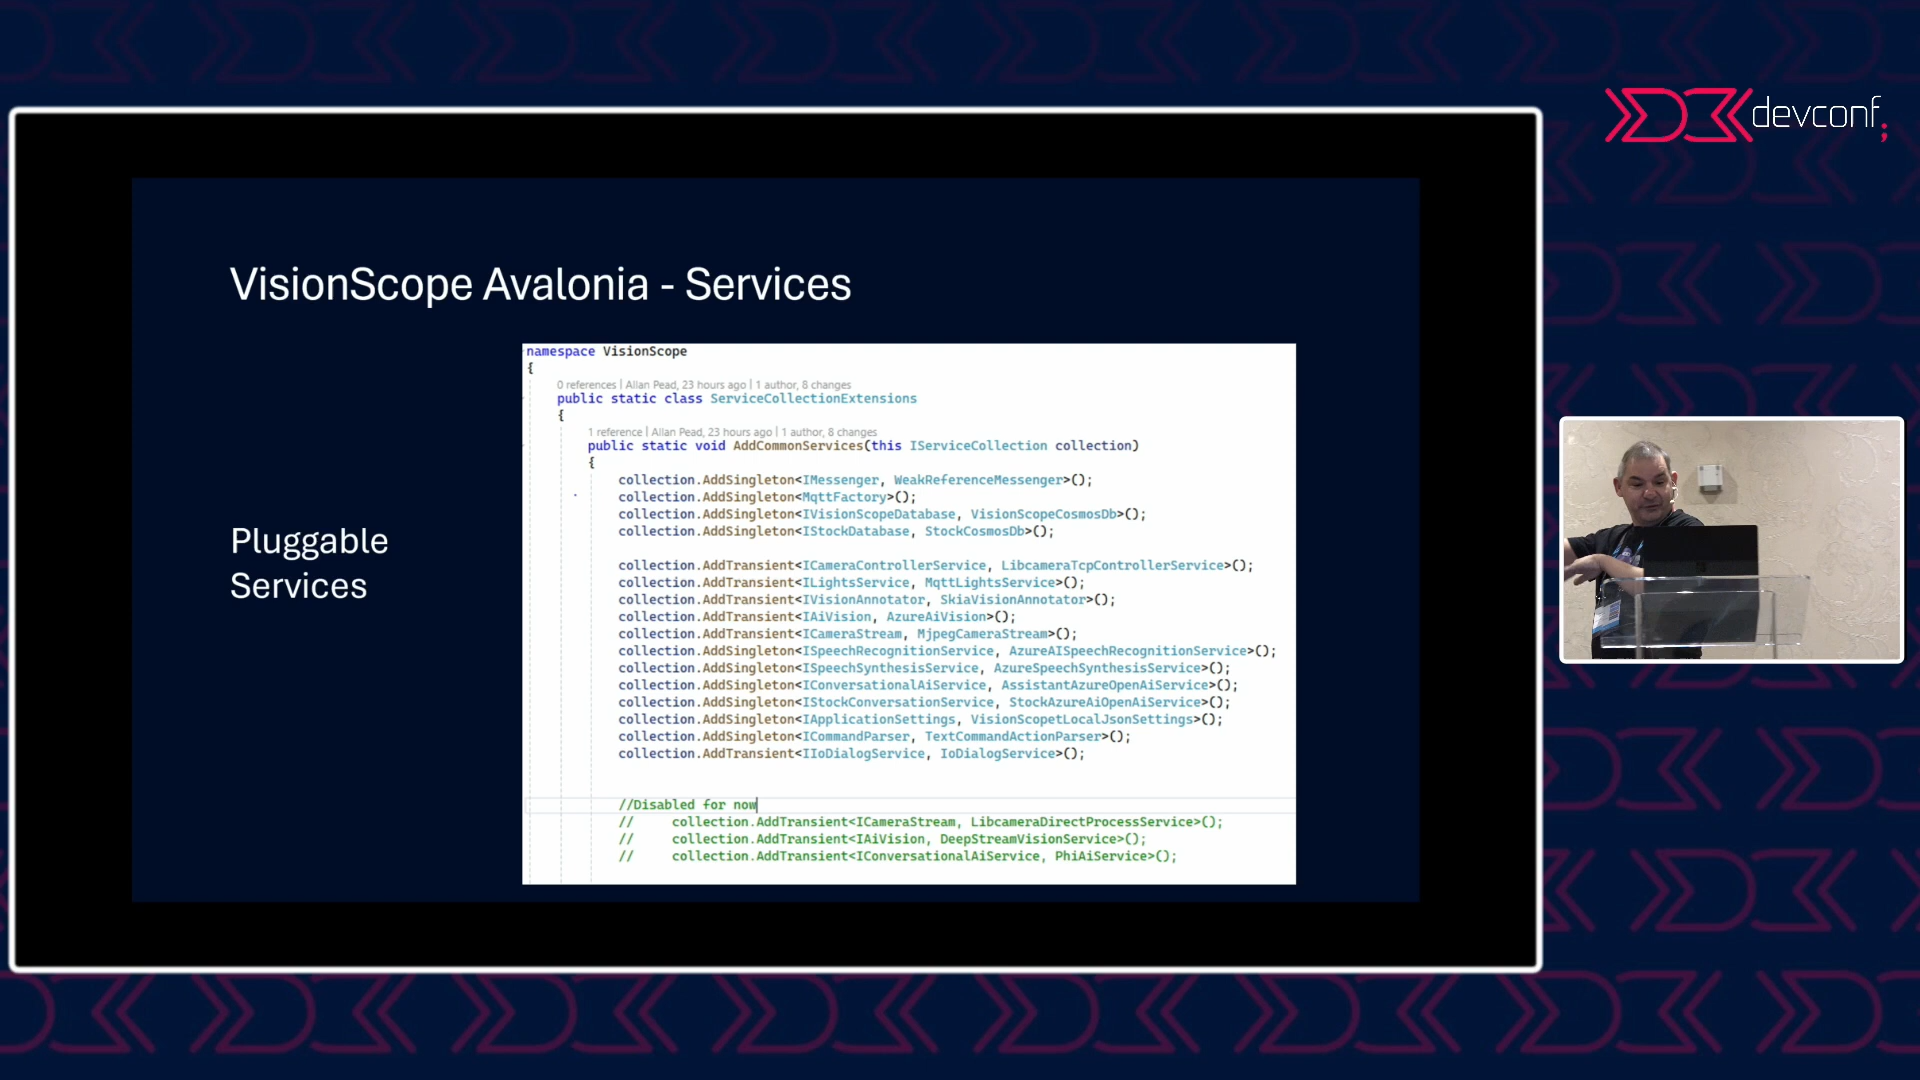 devconf;
VisionScope Avalonia - Services
Pluggable
Services
namespace VisionScope
{
0 references | Allan Pead, 23 hours ago | 1 author, 8 changes
public static class ServiceCollectionExtensions
{
1 reference | Allan Pead, 23 hours ago | 1 author, 8 changes
public static void AddCommonServices(this IServiceCollection collection)
{
collection.AddSingleton<IMessenger, WeakReferenceMessenger>();
collection.AddSingleton<MqttFactory>();
collection.AddSingleton<IVisionScopeDatabase, VisionScopeCosmosDb>();
collection.AddSingleton<IStockDatabase, StockCosmosDb>();
collection.AddTransient<ICameraControllerService, LibcameraTcpControllerService>();
collection.AddTransient<ILightsService, MqttLightsService>();
collection.AddTransient<IVisionAnnotator, SkiaVisionAnnotator>();
collection.AddTransient<IAiVision, AzureAiVision>();
collection.AddTransient<ICameraStream, MjpegCameraStream>();
collection.AddSingleton<ISpeechRecognitionService, AzureAISpeechRecognitionService>();
collection.AddSingleton<ISpeechSynthesisService, AzureSpeechSynthesisService>();
collection.AddSingleton<IConversationalAiService, AssistantAzureOpenAiService>();
collection.AddSingleton<IStockConversationService, StockAzureAiOpenAiService>();
collection.AddSingleton<IApplicationSettings, VisionScopetLocalJsonSettings>();
collection.AddSingleton<ICommandParser, TextCommandActionParser>();
collection.AddTransient<IIoDialogService, IoDialogService>();
//Disabled for now
// collection.AddTransient<ICameraStream, LibcameraDirectProcessService>();
// collection.AddTransient<IAiVision, DeepStreamVisionService>();
// collection.AddTransient<IConversationalAiService, PhiAiService>();